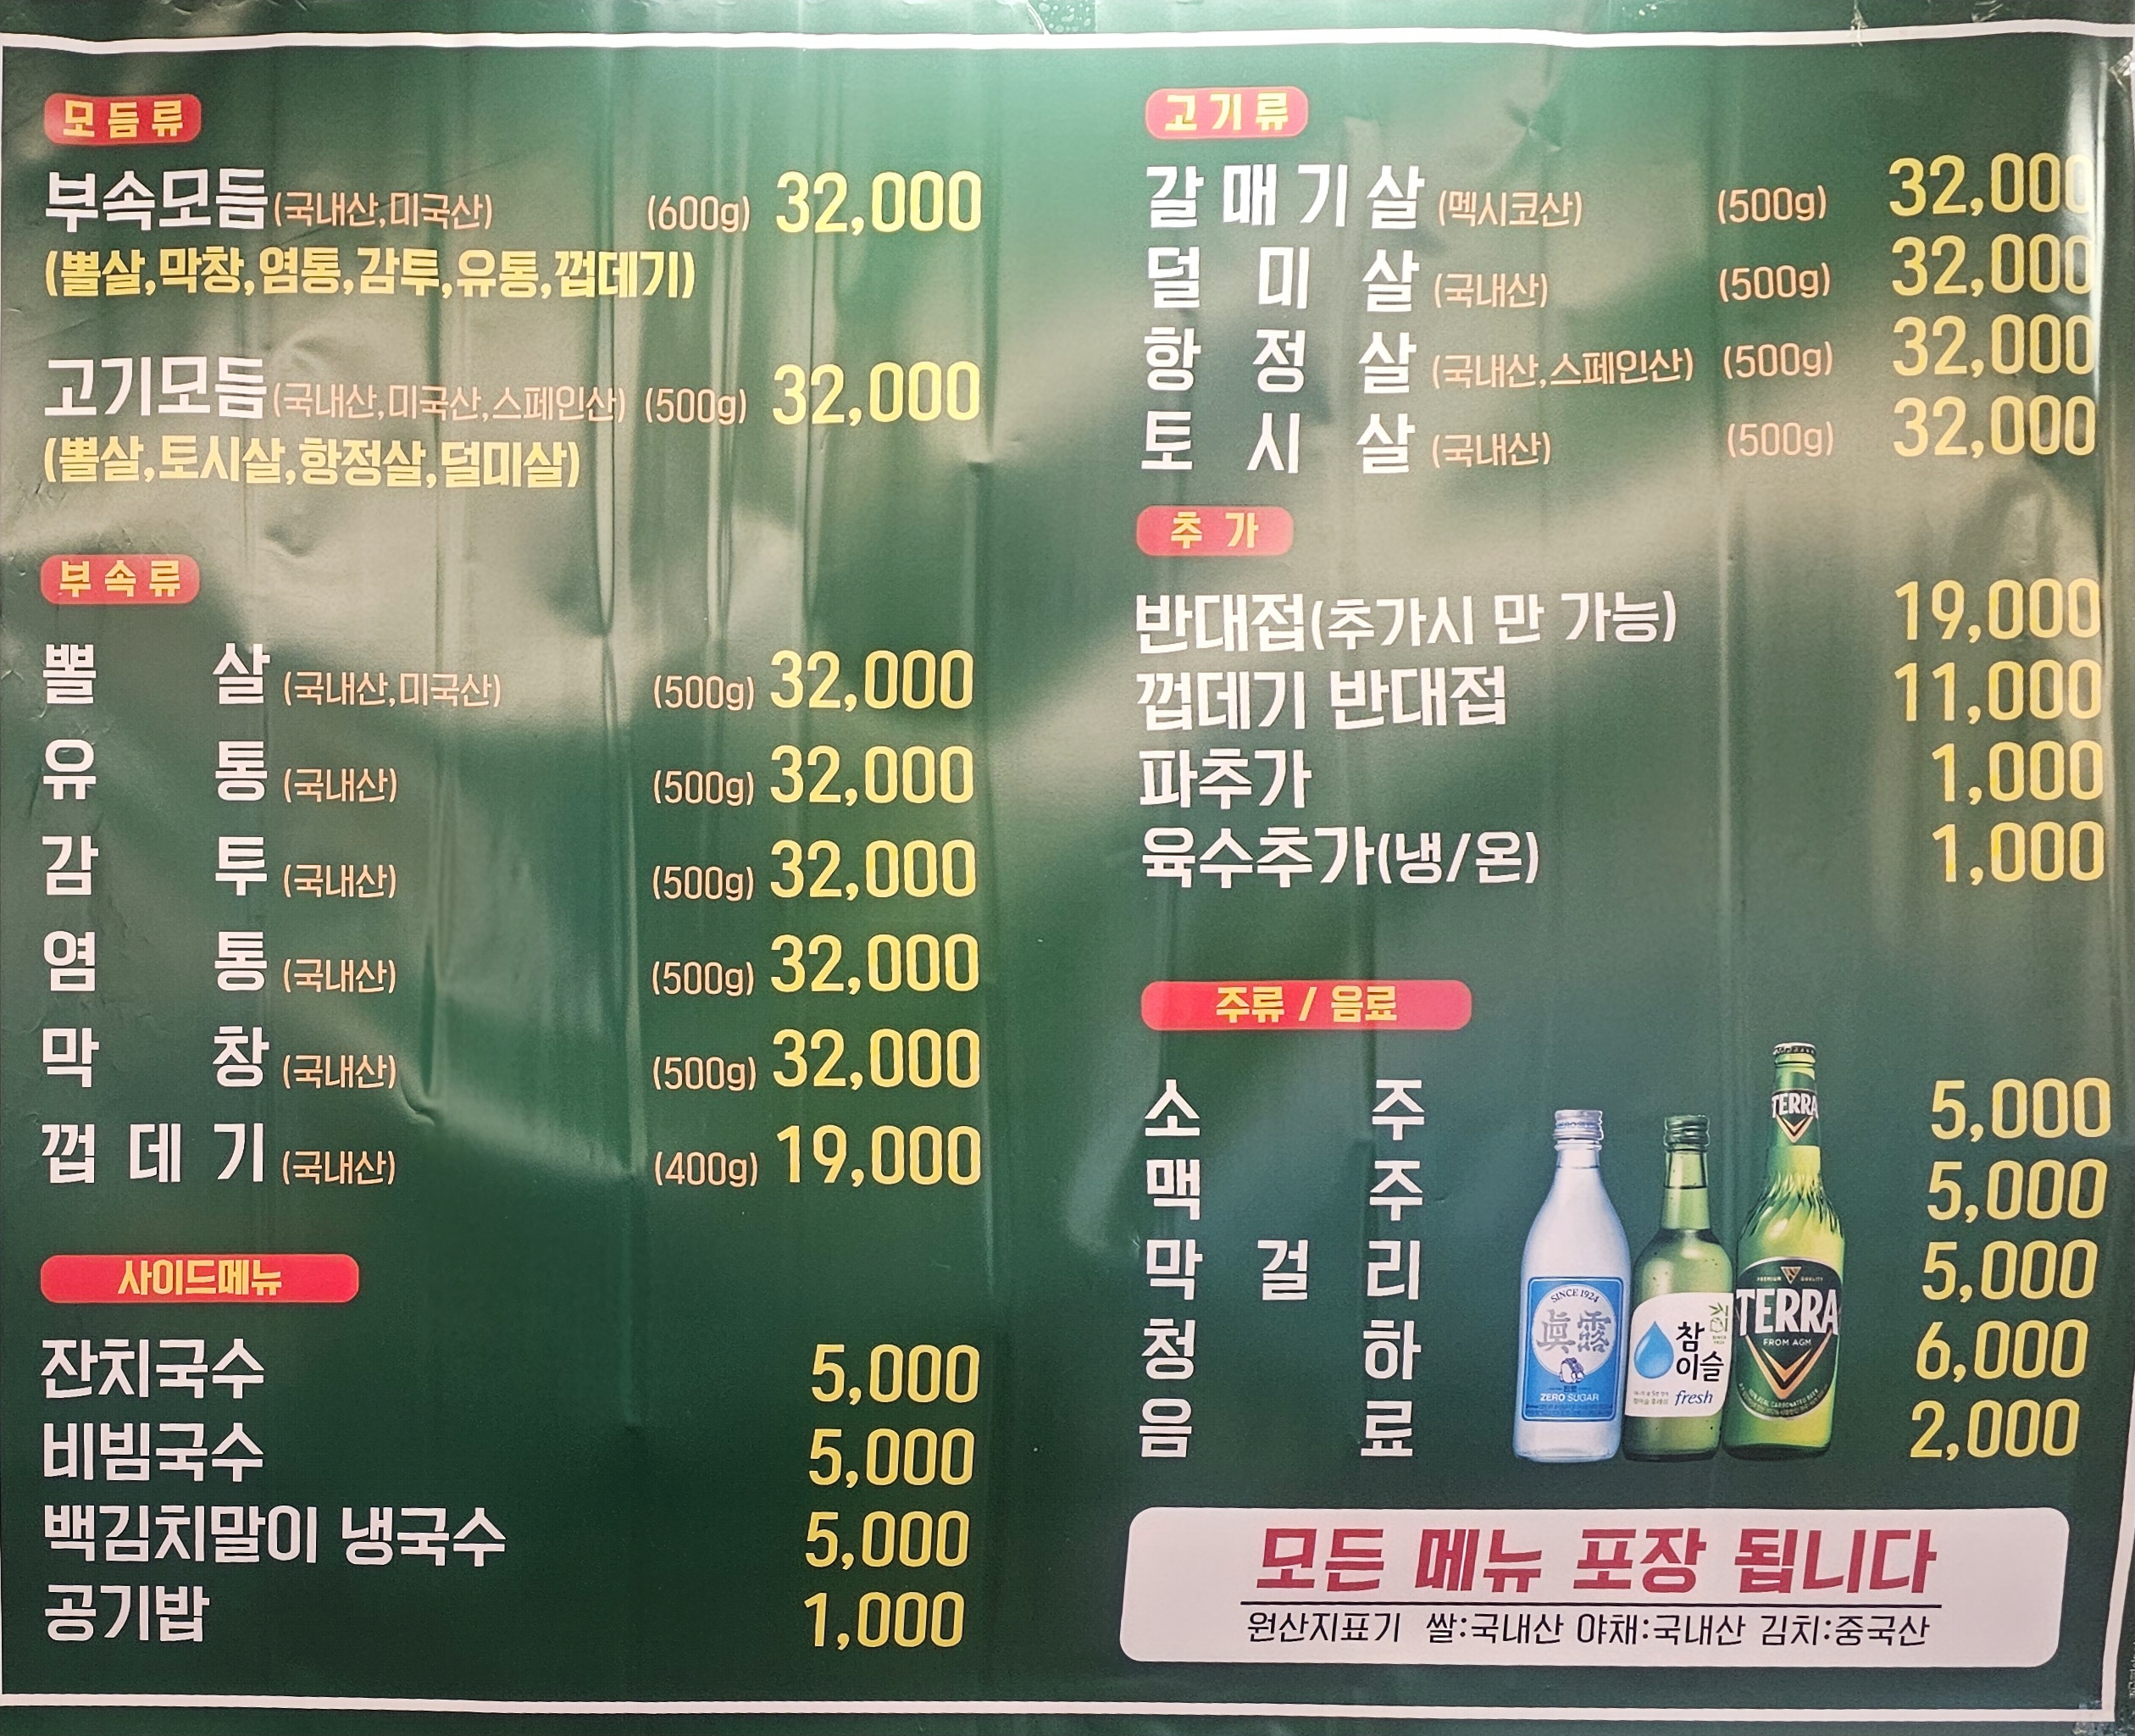 모듬류
부속모듬(국내산,미국산) (600g) 32,000
(뽈살,막창,염통,감투,유통,껍데기)
고기모듬(국내산,미국산,스페인산) (500g) 32,000
(뽈살,토시살,항정살,덜미살)
부속류
뽈 살 (국내산,미국산) (500g) 32,000
유 통 (국내산) (500g) 32,000
감 투 (국내산) (500g) 32,000
염 통 (국내산) (500g) 32,000
막 창 (국내산) (500g) 32,000
껍 데 기 (국내산) (400g) 19,000
사이드메뉴
잔치국수 5,000
비빔국수 5,000
백김치말이 냉국수 5,000
공기밥 1,000
고기류
갈매기살 (멕시코산) (500g) 32,000
덜 미 살 (국내산) (500g) 32,000
항 정 살 (국내산,스페인산) (500g) 32,000
토 시 살 (국내산) (500g) 32,000
추 가
반대접(추가시 만 가능) 19,000
껍데기 반대접 11,000
파추가 1,000
육수추가(냉/온) 1,000
주류 / 음료
소 주 5,000
맥 주 5,000
막 걸 리 5,000
청 하 6,000
음 료 2,000
SINCE 1924
眞露
ZERO SUGAR
참
이슬
fresh
TERRA
PREMIUM QUALITY
TERRA
FROM AGM
모든 메뉴 포장 됩니다
원산지표기 쌀:국내산 야채:국내산 김치:중국산